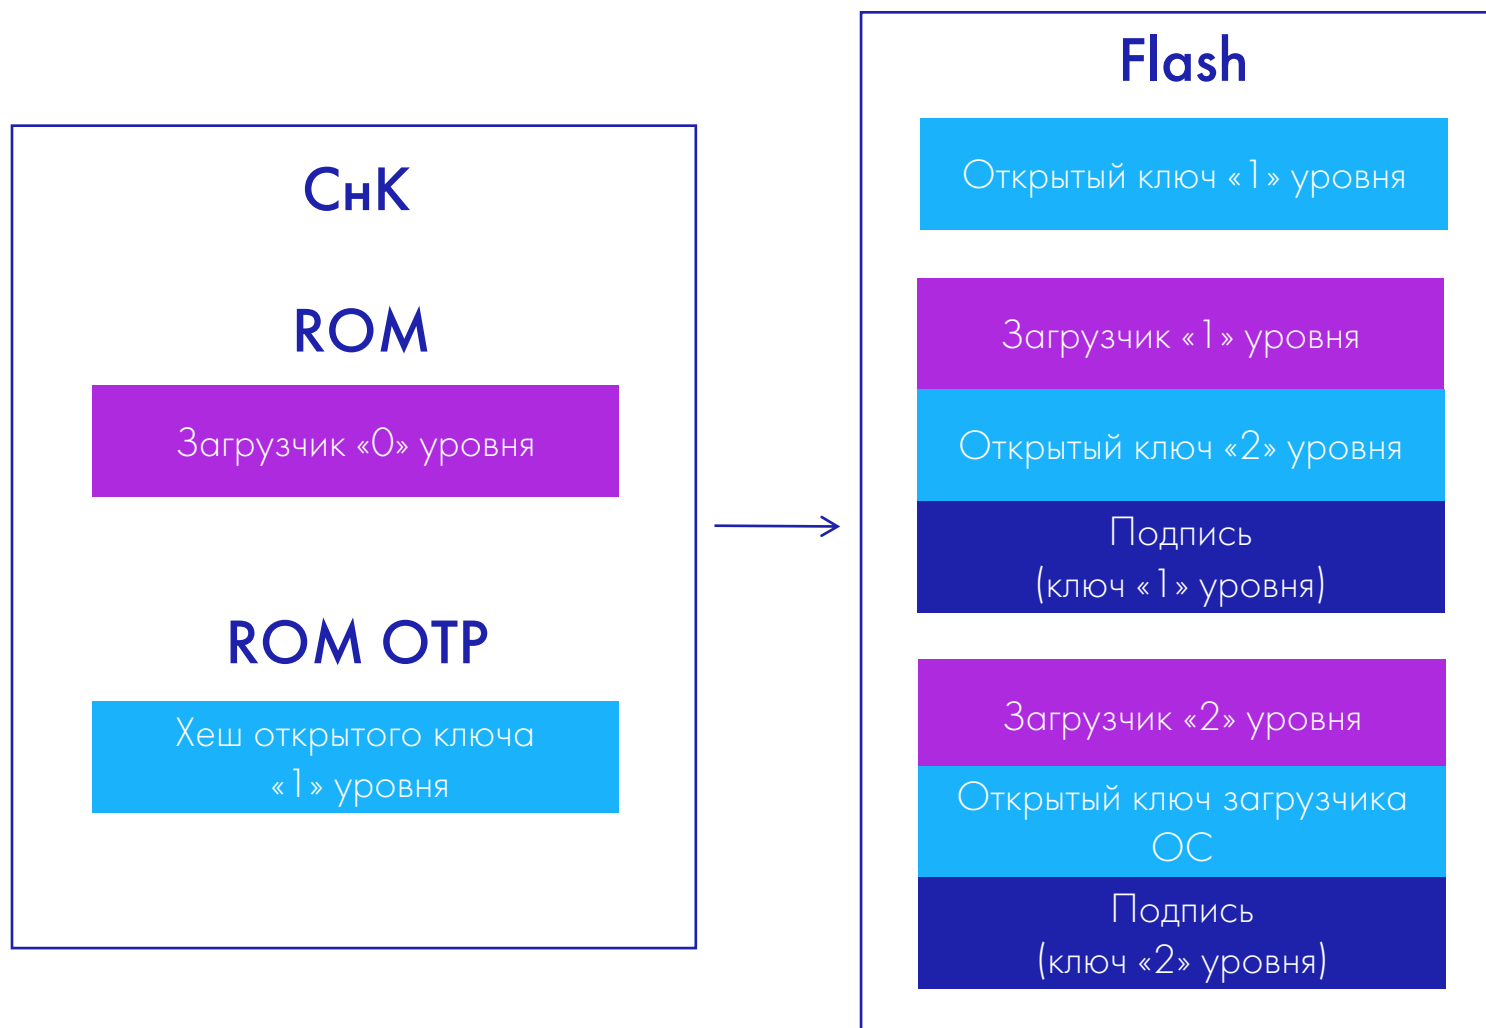 СнК
ROM
Загрузчик «0» уровня
ROM OTP
Хеш открытого ключа
«1» уровня
Flash
Открытый ключ «1» уровня
Загрузчик «1» уровня
Открытый ключ «2» уровня
Подпись
(ключ «1» уровня)
Загрузчик «2» уровня
Открытый ключ загрузчика
ОС
Подпись
(ключ «2» уровня)